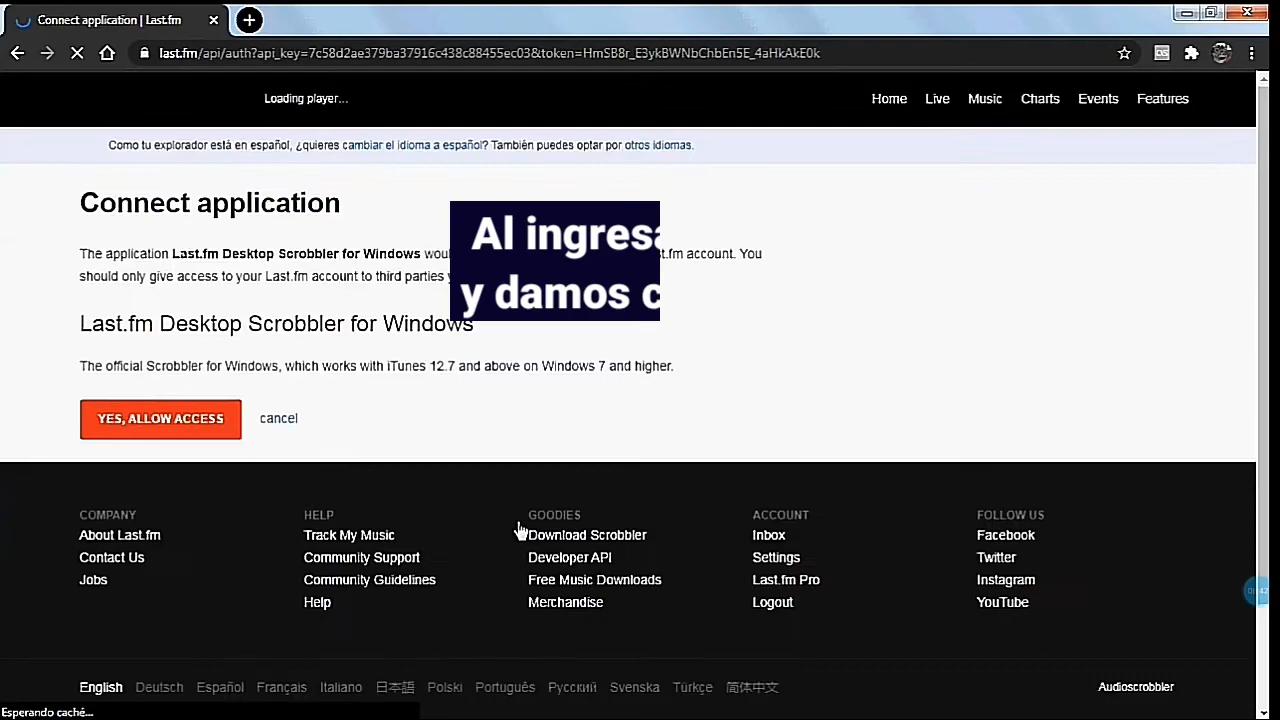 Connect application | Last.fm
last.fm/api/auth?api_key=7c58d2ae379ba37916c438c88455ec03&token=HmSB8r_E3ykBWNbChbEn5E_4aHkAkE0k
Loading player...
Home Live Music Charts Events Features
Como tu explorador está en español, ¿quieres cambiar el idioma a español? También puedes optar por otros idiomas.
Connect application
Al ingresa
y damos c
The application Last.fm Desktop Scrobbler for Windows account. You
should only give access to your Last.fm account to third parties
Last.fm Desktop Scrobbler for Windows
The official Scrobbler for Windows, which works with iTunes 12.7 and above on Windows 7 and higher.
YES, ALLOW ACCESS cancel
COMPANY HELP GOODIES ACCOUNT FOLLOW US
About Last.fm Track My Music Download Scrobbler Inbox Facebook
Contact Us Community Support Developer API Settings Twitter
Jobs Community Guidelines Free Music Downloads Last.fm Pro Instagram
Help Merchandise Logout YouTube
English Deutsch Español Français Italiano 日本語 Polski Português Русский Svenska Türkçe 简体中文 Audioscrobbler
Esperando caché...